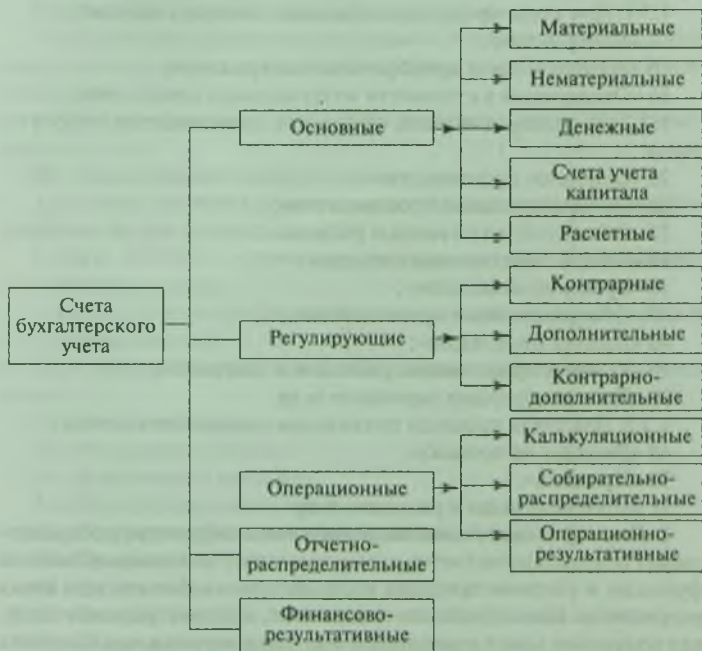 Счета
бухгалтерского
учета
Основные
Материальные
Нематериальные
Денежные
Счета учета
капитала
Расчетные
Регулирующие
Контрарные
Дополнительные
Контрарно-
дополнительные
Операционные
Калькуляционные
Собирательно-
распределительные
Операционно-
результативные
Отчетно-
распределительные
Финансово-
результативные